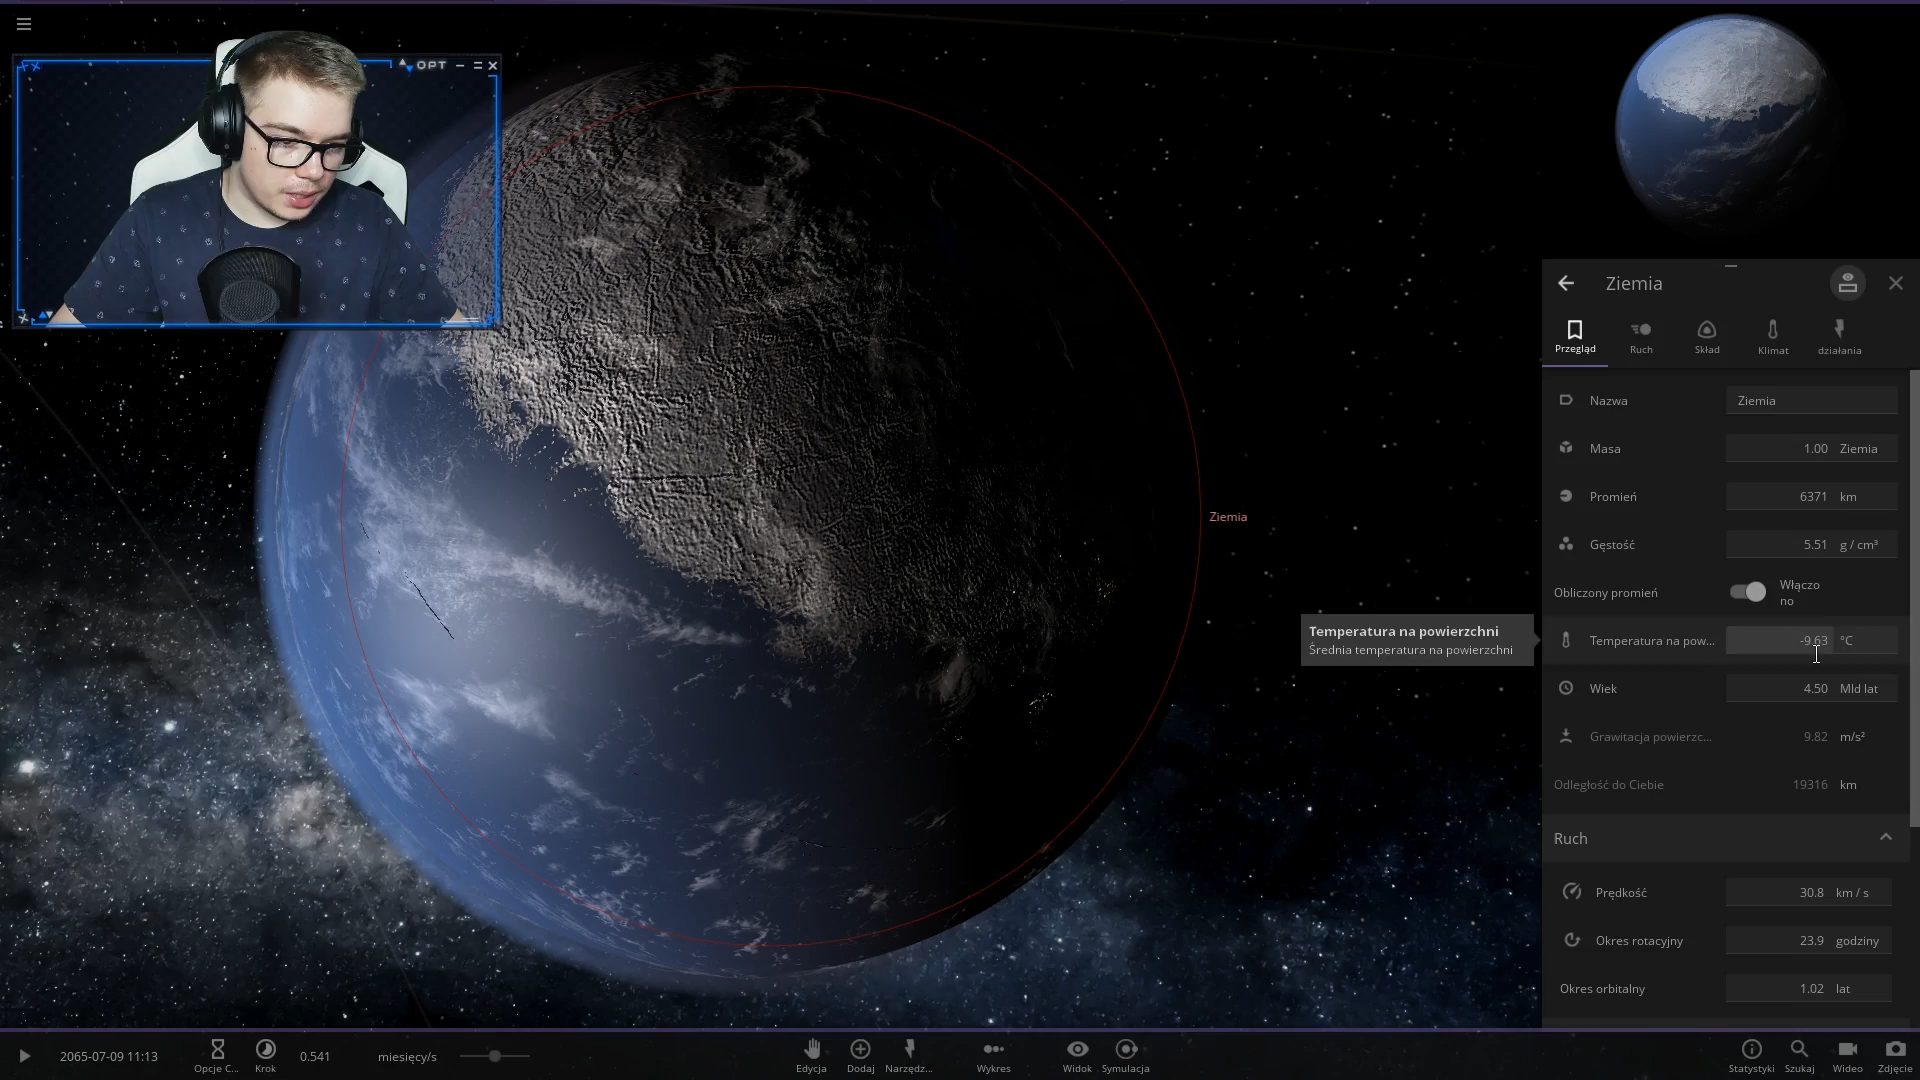 OPT
Ziemia
Przegląd
Ruch
Skład
Klimat
działania
Nazwa
Ziemia
Masa
1.00 Ziemia
Promień
6371 km
Gęstość
5.51 g / cm³
Obliczony promień
Włączo
no
Ziemia
Temperatura na powierzchni
Średnia temperatura na powierzchni
Temperatura na pow...
-9.63 °C
Wiek
4.50 Mld lat
Grawitacja powierzc...
9.82 m/s²
Odległość do Ciebie
19316 km
Ruch
Prędkość
30.8 km / s
Okres rotacyjny
23.9 godziny
Okres orbitalny
1.02 lat
2065-07-09 11:13
Opcje C...
Krok
0.541
miesięcy/s
Edycja
Dodaj
Narzędz...
Wykres
Widok
Symulacja
Statystyki
Szukaj
Wideo
Zdjęcie